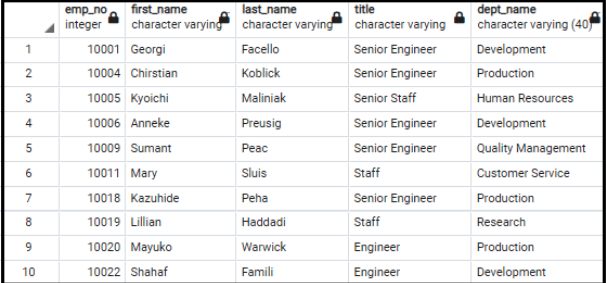 emp_no first_name last_name title dept_name
integer character varying character varying character varying character varying (40)
1 10001 Georgi Facello Senior Engineer Development
2 10004 Chirstian Koblick Senior Engineer Production
3 10005 Kyoichi Maliniak Senior Staff Human Resources
4 10006 Anneke Preusig Senior Engineer Development
5 10009 Sumant Peac Senior Engineer Quality Management
6 10011 Mary Sluis Staff Customer Service
7 10018 Kazuhide Peha Senior Engineer Production
8 10019 Lillian Haddadi Staff Research
9 10020 Mayuko Warwick Engineer Production
10 10022 Shahaf Famili Engineer Development